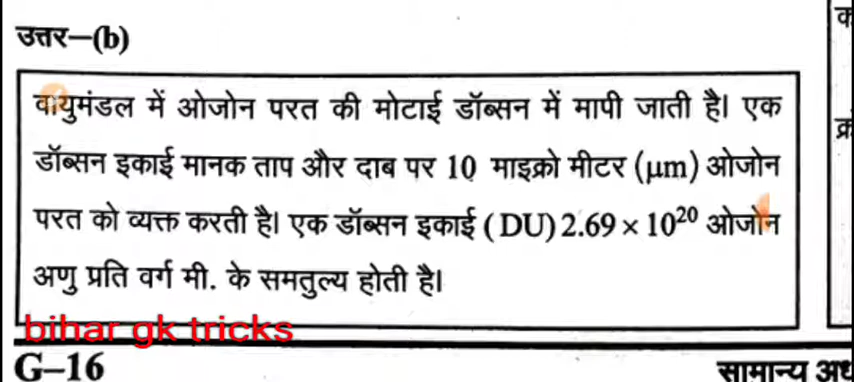 उत्तर–(b)
वायुमंडल में ओजोन परत की मोटाई डॉब्सन में मापी जाती है। एक
डॉब्सन इकाई मानक ताप और दाब पर 10 माइक्रो मीटर (μm) ओजोन
परत को व्यक्त करती है। एक डॉब्सन इकाई (DU) 2.69 × 10²⁰ ओजोन
अणु प्रति वर्ग मी. के समतुल्य होती है।
bihar gk tricks
G–16
सामान्य